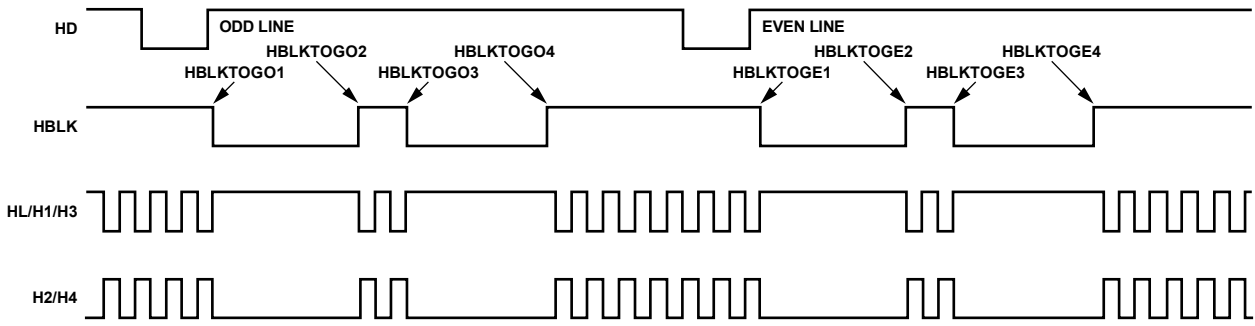 HD
ODD LINE
EVEN LINE
HBLKTOGO2
HBLKTOGO4
HBLKTOGE2
HBLKTOGE4
HBLKTOGO1
HBLKTOGO3
HBLKTOGE1
HBLKTOGE3
HBLK
HL/H1/H3
H2/H4